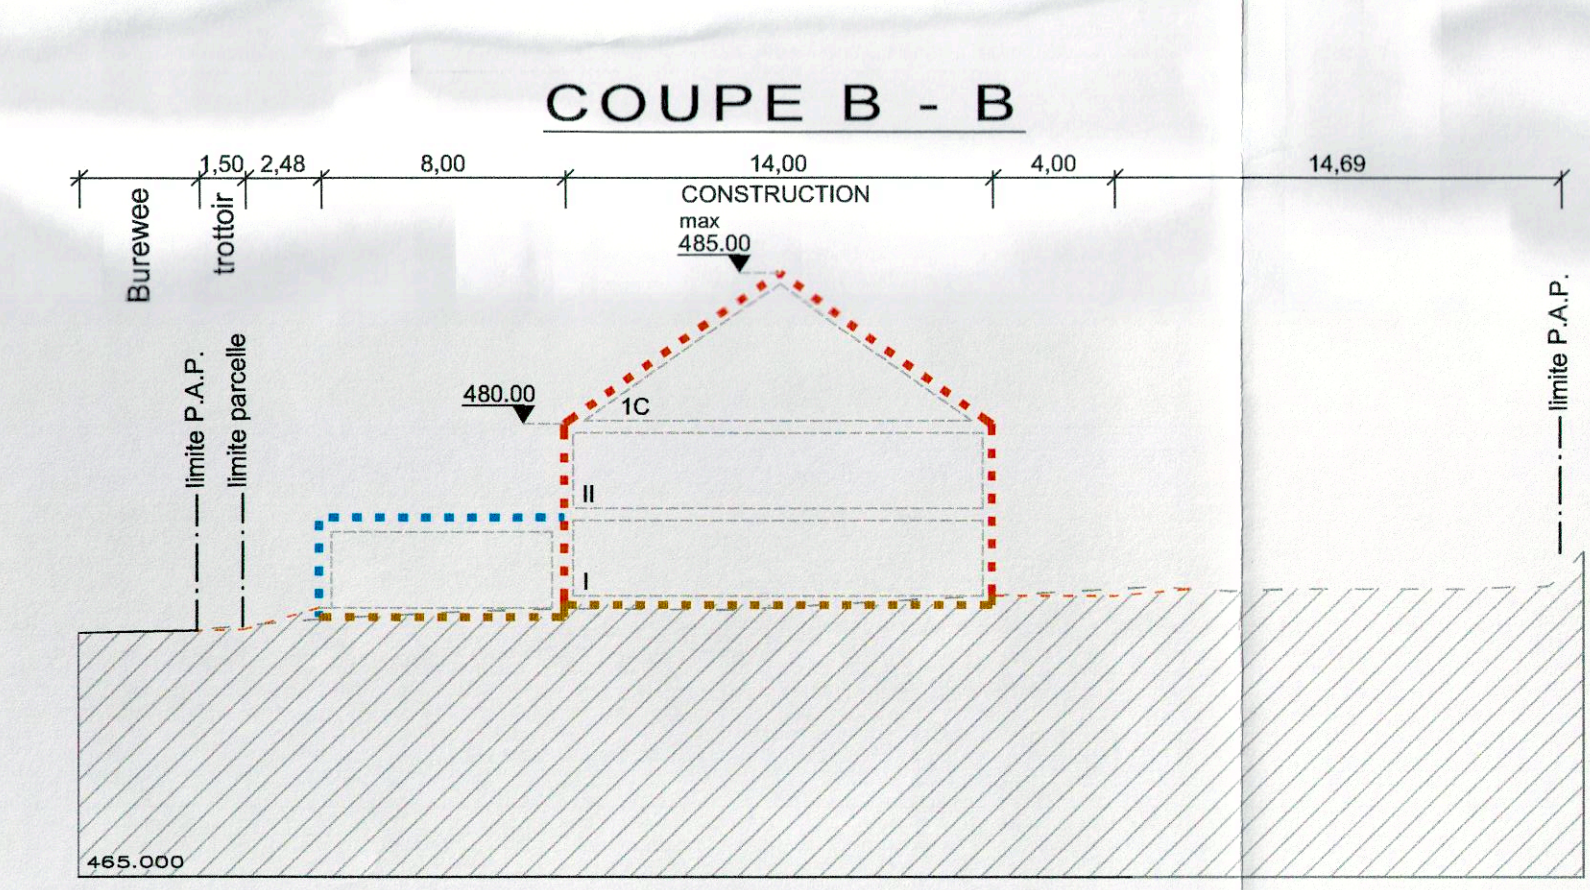 COUPE B - B
1,50 2,48 8,00 14,00 4,00 14,69
CONSTRUCTION
Burewee
trottoir
max
485.00
limite P.A.P.
limite parcelle
limite P.A.P.
480.00
1C
II
I
465.000